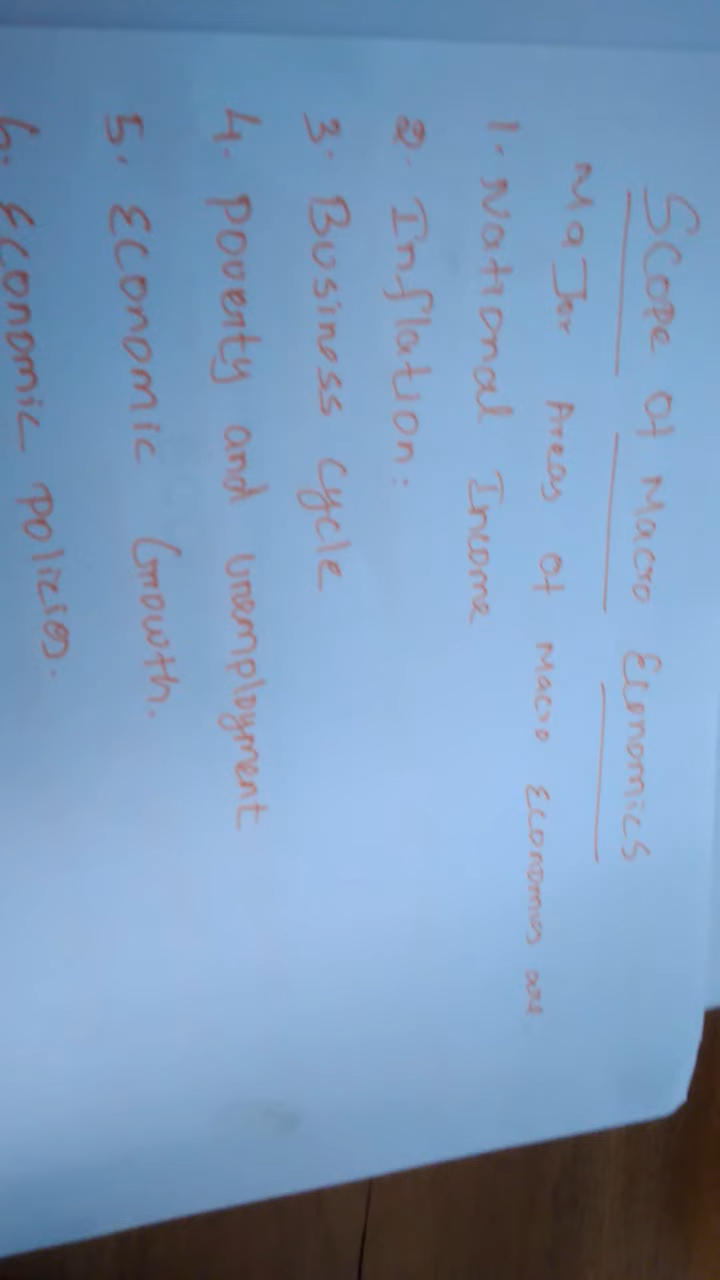 Scope of Macro Economics
Major Areas of Macro Economics are
1. National Income
2. Inflation:
3. Business Cycle
4. Poverty and Unemployment
5. Economic Growth.
6. Economic policies.